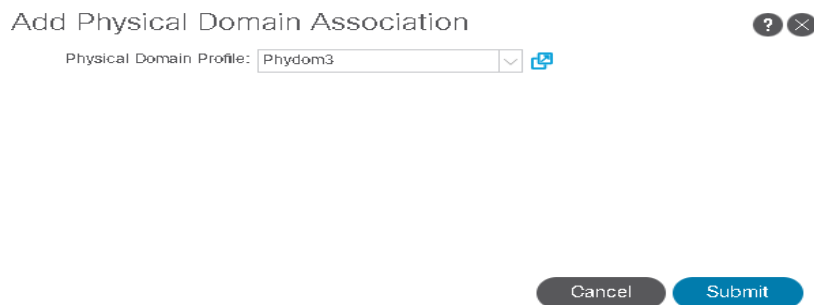 Add Physical Domain Association
?
Physical Domain Profile: Phydom3
Cancel Submit